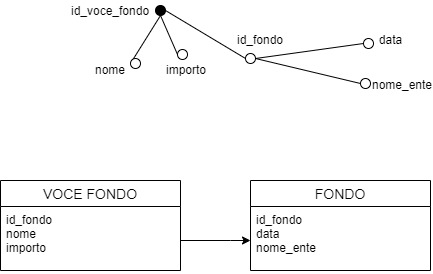 id_voce_fondo
id_fondo
data
nome
importo
nome_ente
VOCE FONDO
id_fondo
nome
importo
FONDO
id_fondo
data
nome_ente